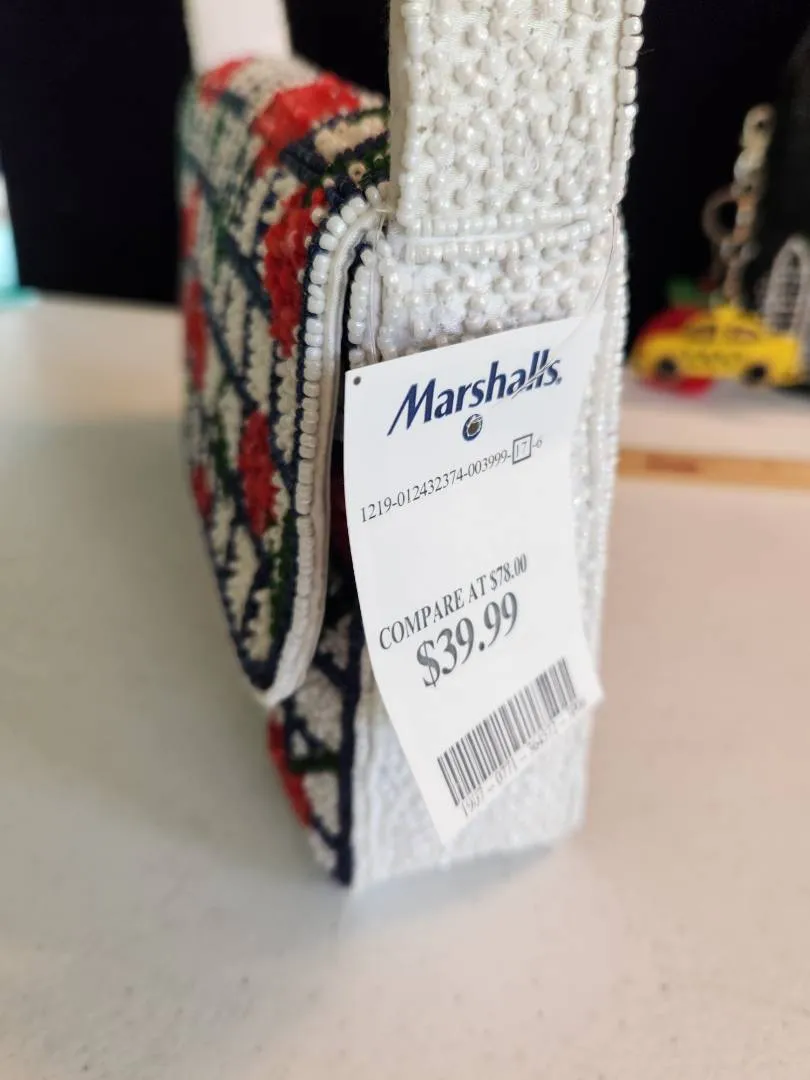 Marshalls.
1219-012432374-003999-17-6
COMPARE AT $78.00
$39.99